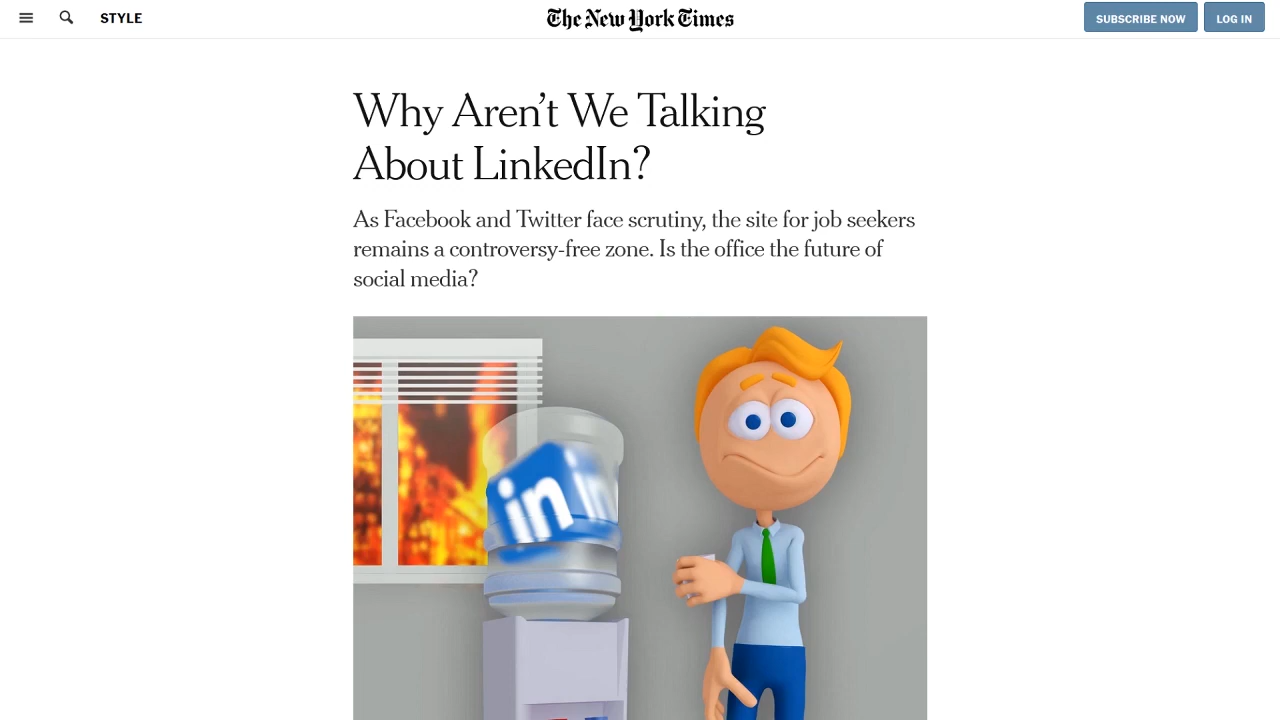 STYLE
The New York Times
SUBSCRIBE NOW
LOG IN
Why Aren’t We Talking
About LinkedIn?
As Facebook and Twitter face scrutiny, the site for job seekers
remains a controversy-free zone. Is the office the future of
social media?
in in